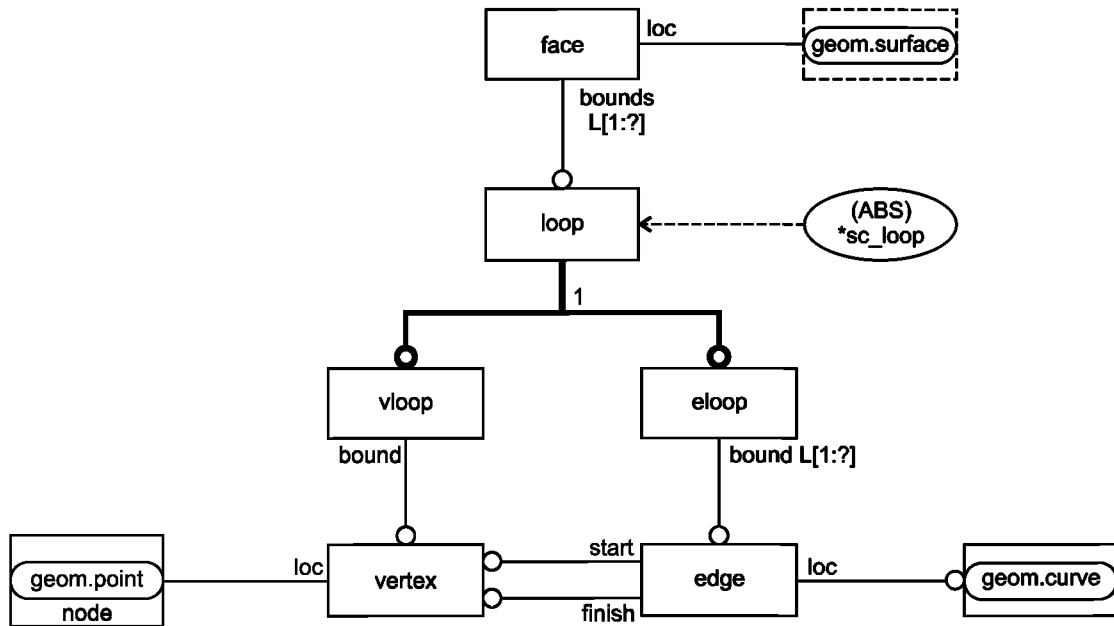 face
loc
geom.surface
bounds
L[1:?]
loop
(ABS)
*sc_loop
1
vloop
eloop
bound
bound L[1:?]
geom.point
node
loc
vertex
start
finish
edge
loc
geom.curve